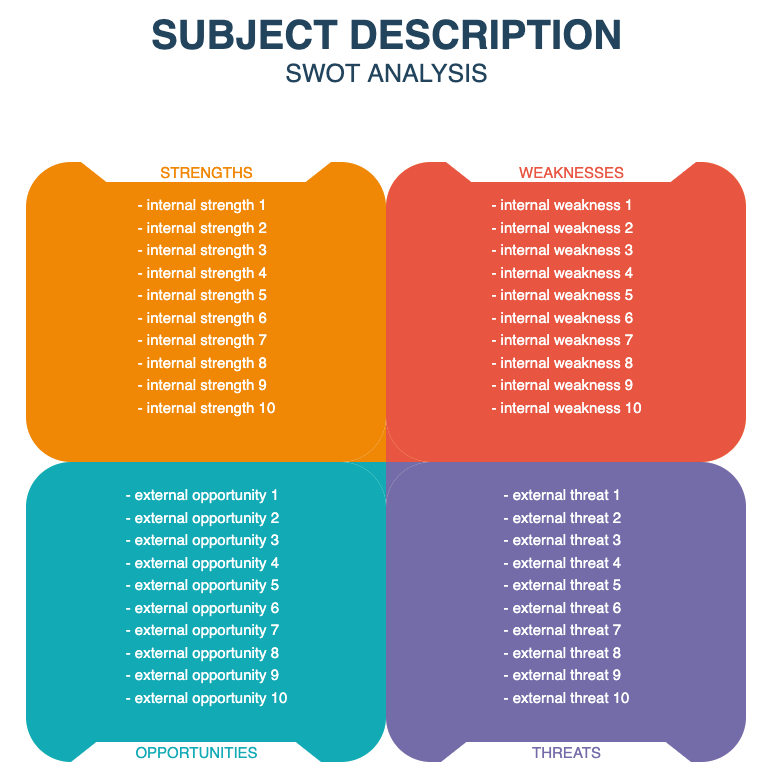 SUBJECT DESCRIPTION
SWOT ANALYSIS
STRENGTHS
- internal strength 1
- internal strength 2
- internal strength 3
- internal strength 4
- internal strength 5
- internal strength 6
- internal strength 7
- internal strength 8
- internal strength 9
- internal strength 10
WEAKNESSES
- internal weakness 1
- internal weakness 2
- internal weakness 3
- internal weakness 4
- internal weakness 5
- internal weakness 6
- internal weakness 7
- internal weakness 8
- internal weakness 9
- internal weakness 10
- external opportunity 1
- external opportunity 2
- external opportunity 3
- external opportunity 4
- external opportunity 5
- external opportunity 6
- external opportunity 7
- external opportunity 8
- external opportunity 9
- external opportunity 10
OPPORTUNITIES
- external threat 1
- external threat 2
- external threat 3
- external threat 4
- external threat 5
- external threat 6
- external threat 7
- external threat 8
- external threat 9
- external threat 10
THREATS